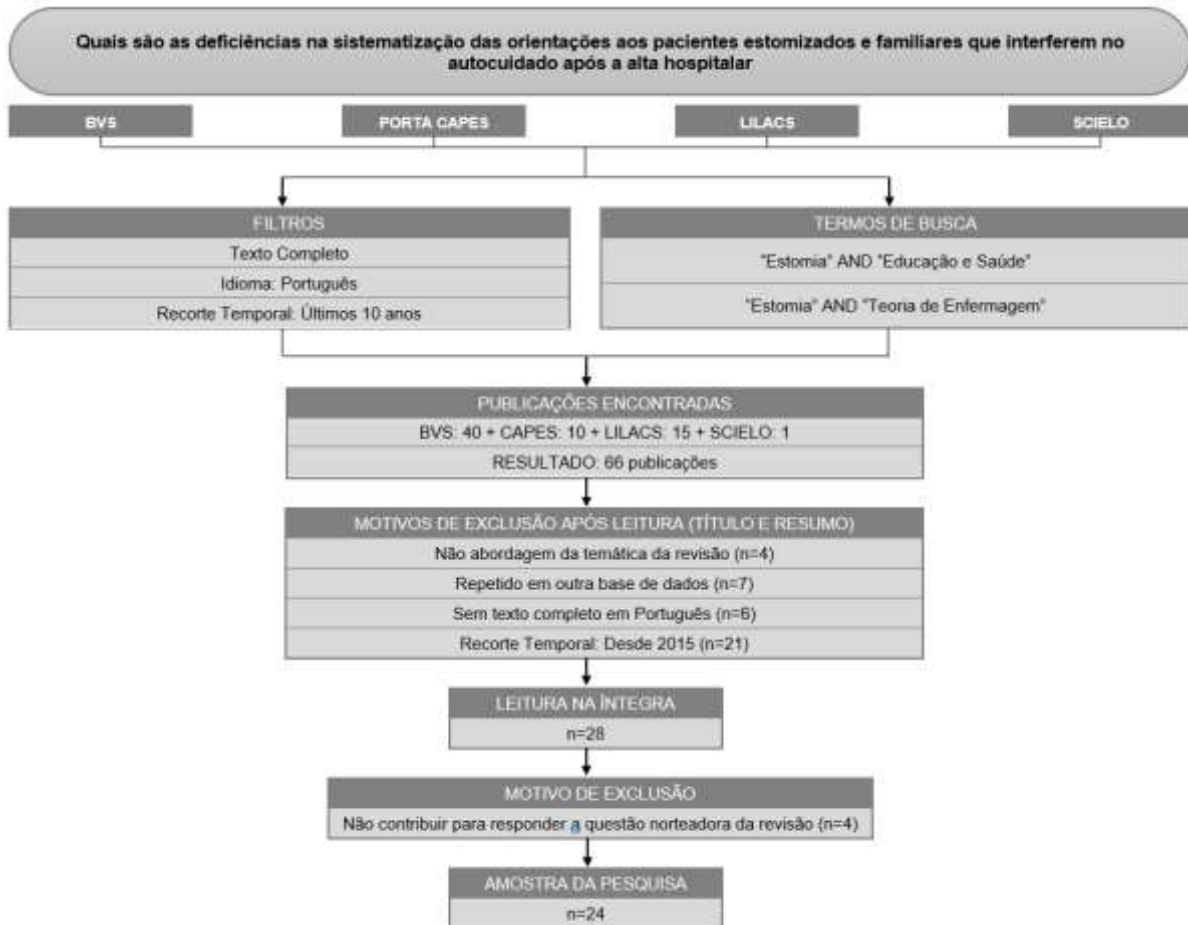 Quais são as deficiências na sistematização das orientações aos pacientes estomizados e familiares que interferem no
autocuidado após a alta hospitalar
BVS
PORTA CAPES
LILACS
SCIELO
FILTROS
Texto Completo
Idioma: Português
Recorte Temporal: Últimos 10 anos
TERMOS DE BUSCA
"Estomia" AND "Educação e Saúde"
"Estomia" AND "Teoria de Enfermagem"
PUBLICAÇÕES ENCONTRADAS
BVS: 40 + CAPES: 10 + LILACS: 15 + SCIELO: 1
RESULTADO: 66 publicações
MOTIVOS DE EXCLUSÃO APÓS LEITURA (TÍTULO E RESUMO)
Não abordagem da temática da revisão (n=4)
Repetido em outra base de dados (n=7)
Sem texto completo em Português (n=6)
Recorte Temporal: Desde 2015 (n=21)
LEITURA NA ÍNTEGRA
n=28
MOTIVO DE EXCLUSÃO
Não contribuir para responder a questão norteadora da revisão (n=4)
AMOSTRA DA PESQUISA
n=24